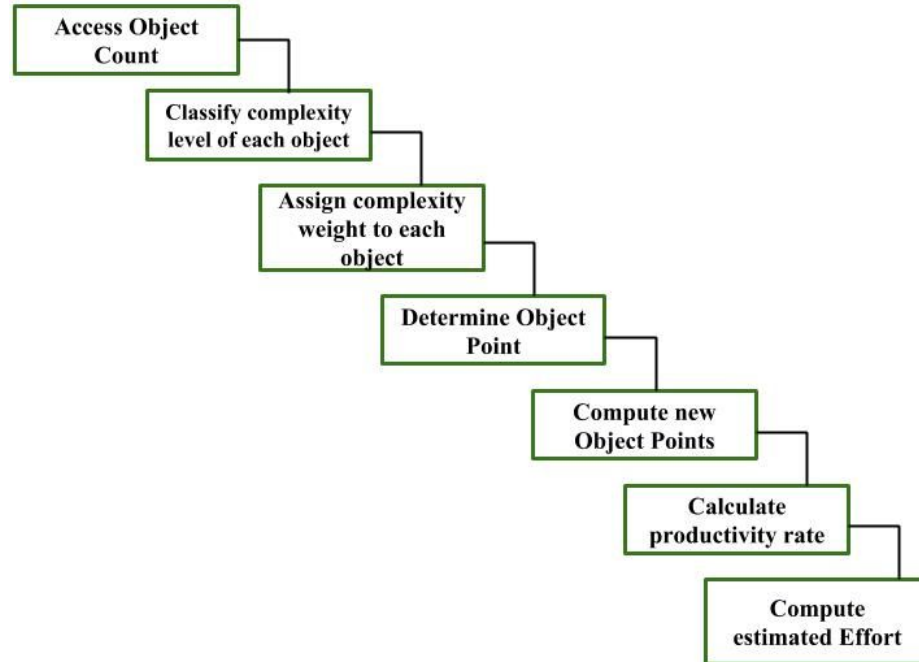 Access Object
Count
Classify complexity
level of each object
Assign complexity
weight to each
object
Determine Object
Point
Compute new
Object Points
Calculate
productivity rate
Compute
estimated Effort